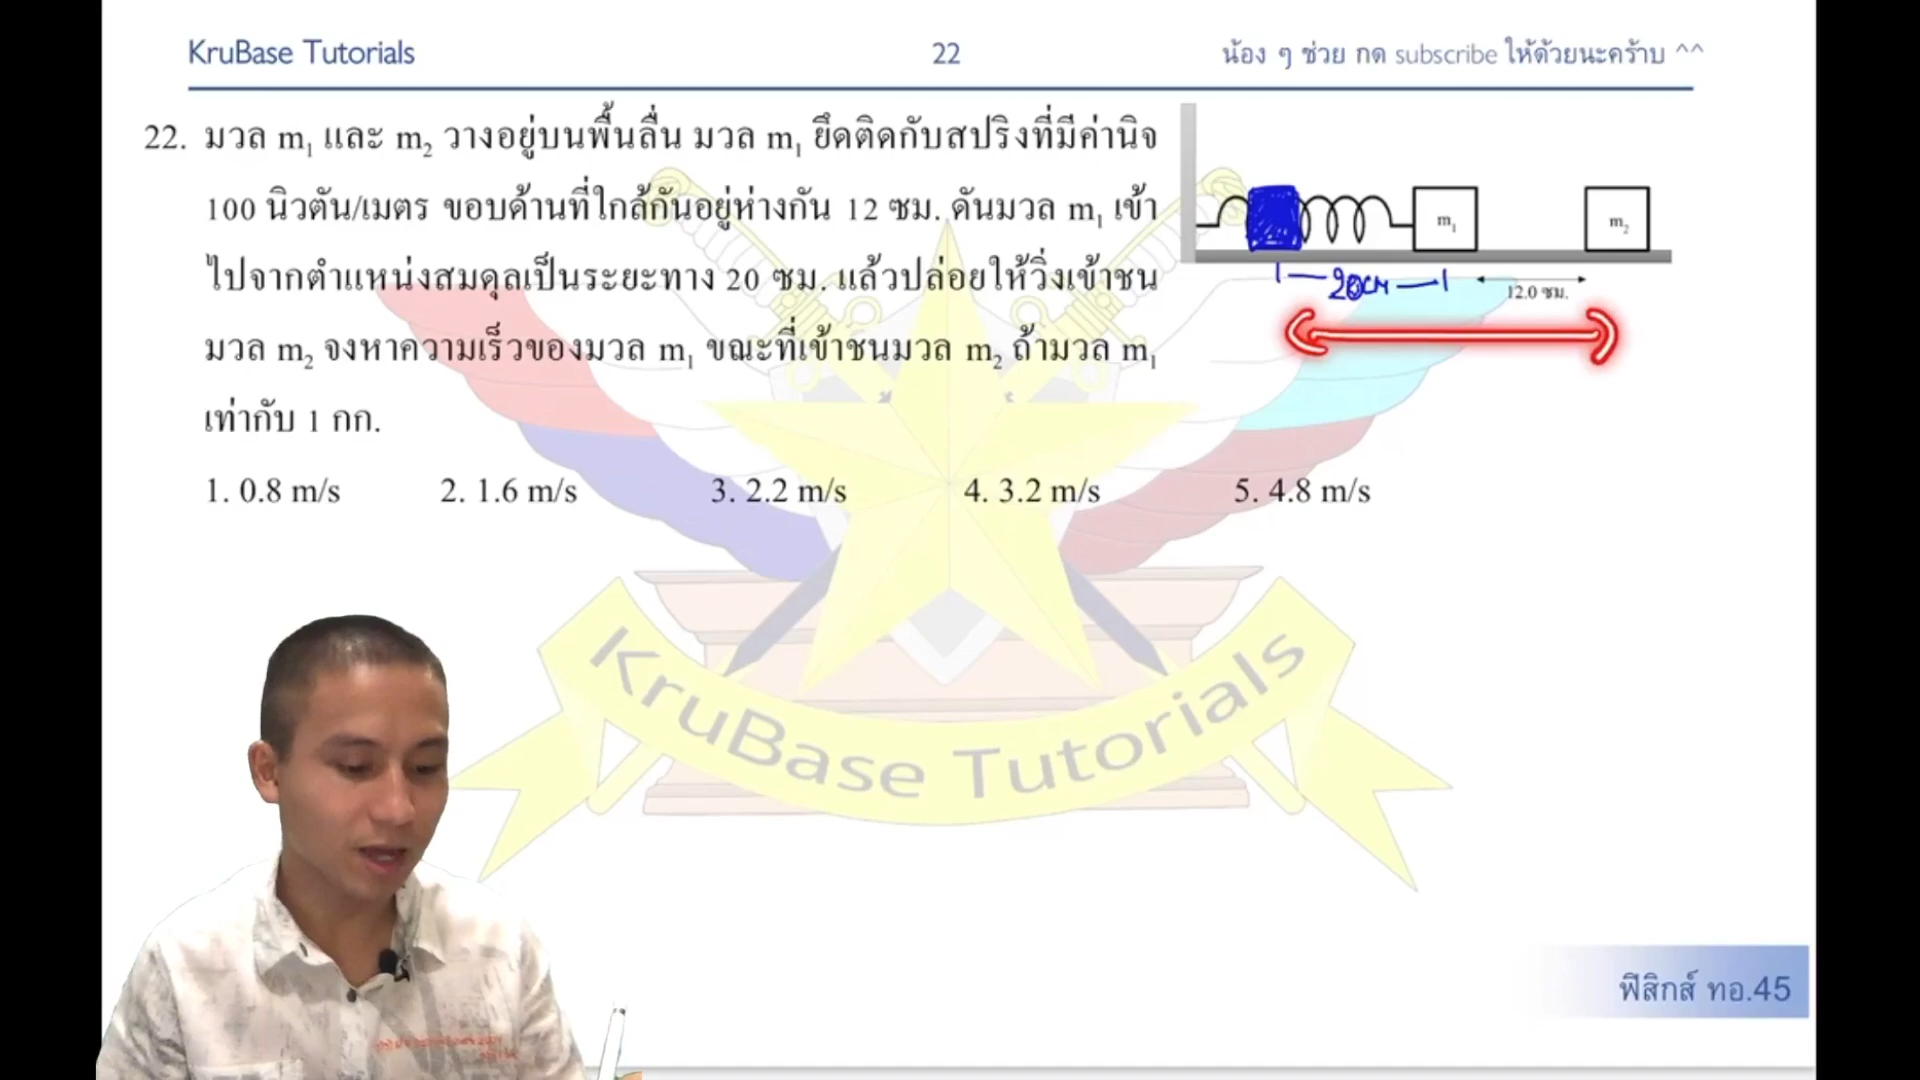 KruBase Tutorials
22
น้อง ๆ ช่วย กด subscribe ให้ด้วยนะคร้าบ ^^
22. มวล m₁ และ m₂ วางอยู่บนพื้นลื่น มวล m₁ ยึดติดกับสปริงที่มีค่านิจ
100 นิวตัน/เมตร ขอบด้านที่ใกล้กันอยู่ห่างกัน 12 ซม. ดันมวล m₁ เข้า
ไปจากตำแหน่งสมดุลเป็นระยะทาง 20 ซม. แล้วปล่อยให้วิ่งเข้าชน
มวล m₂ จงหาความเร็วของมวล m₁ ขณะที่เข้าชนมวล m₂ ถ้ามวล m₁
เท่ากับ 1 กก.
m₁
m₂
20cm
12.0 ซม.
1. 0.8 m/s 2. 1.6 m/s 3. 2.2 m/s 4. 3.2 m/s 5. 4.8 m/s
KruBase Tutorials
ฟิสิกส์ ทอ.45